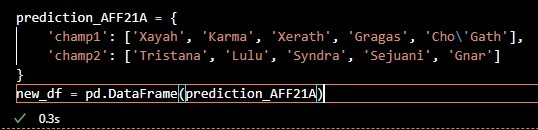 prediction_AFF21A = {
    'champ1': ['Xayah', 'Karma', 'Xerath', 'Gragas', 'Cho\'Gath'],
    'champ2': ['Tristana', 'Lulu', 'Syndra', 'Sejuani', 'Gnar']
}
new_df = pd.DataFrame(prediction_AFF21A)
✓ 0.3s